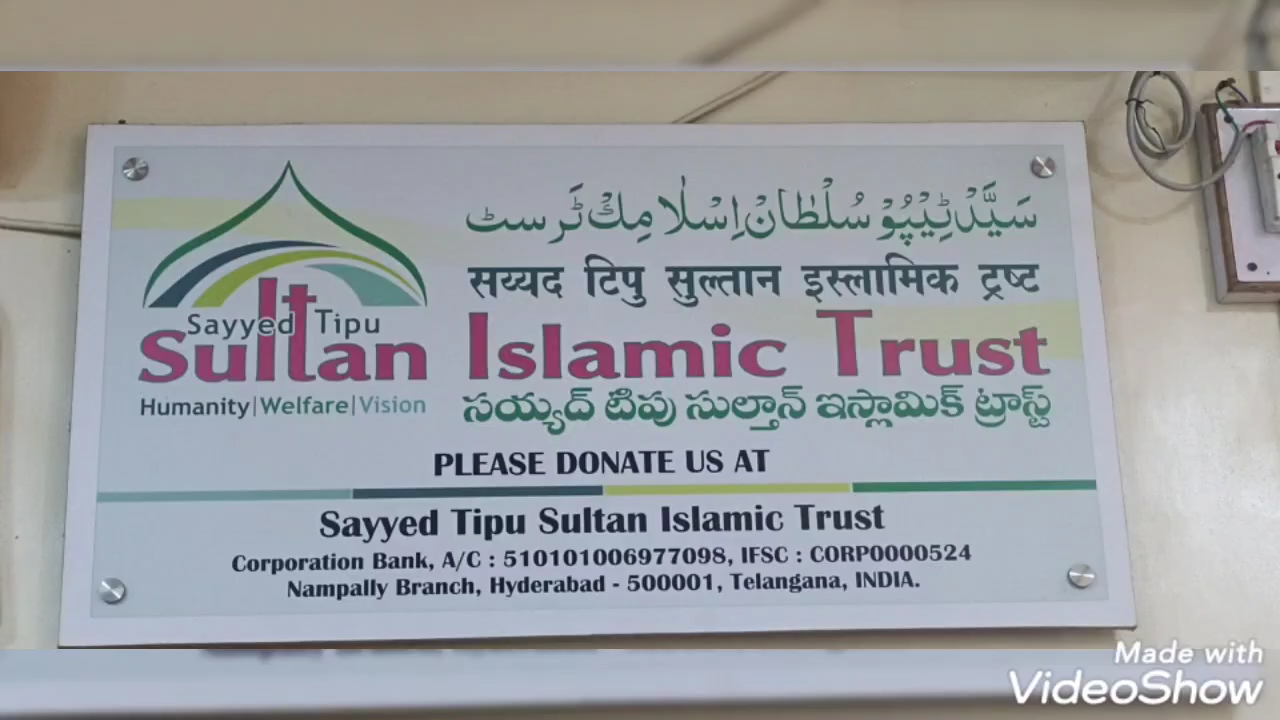 سَیَّد ٹِیپُو سُلْطَان اِسْلَامِک ٹَرسٹ
सय्यद टिपु सुल्तान इस्लामिक ट्रष्ट
It
Sayyed Tipu
Sultan Islamic Trust
Humanity|Welfare|Vision
సయ్యద్ టిపు సుల్తాన్ ఇస్లామిక్ ట్రాస్ట్
PLEASE DONATE US AT
Sayyed Tipu Sultan Islamic Trust
Corporation Bank, A/C : 510101006977098, IFSC : CORP0000524
Nampally Branch, Hyderabad - 500001, Telangana, INDIA.
Made with
VideoShow